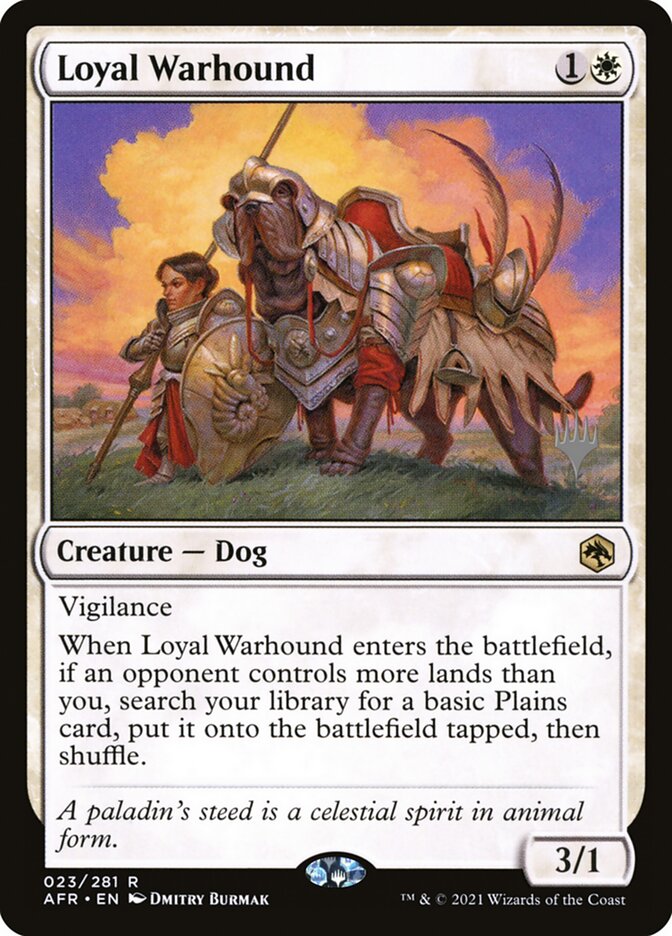 Loyal Warhound 1
Creature — Dog
Vigilance
When Loyal Warhound enters the battlefield,
if an opponent controls more lands than
you, search your library for a basic Plains
card, put it onto the battlefield tapped, then
shuffle.
A paladin's steed is a celestial spirit in animal
form.
3/1
023/281 R
AFR • EN Dmitry Burmak
™ & © 2021 Wizards of the Coast